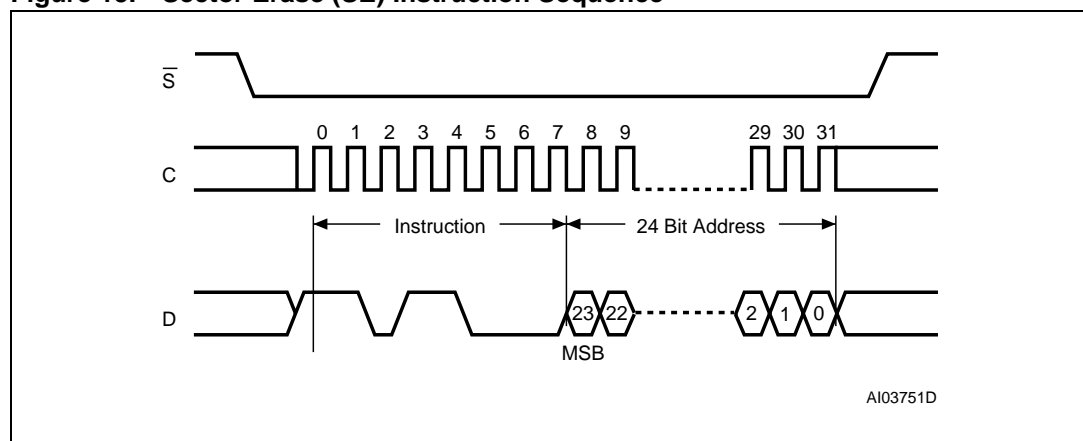 Figure 16. Sector Erase (SE) Instruction Sequence
S
0 1 2 3 4 5 6 7 8 9 29 30 31
C
Instruction 24 Bit Address
D
23 22 2 1 0
MSB
AI03751D